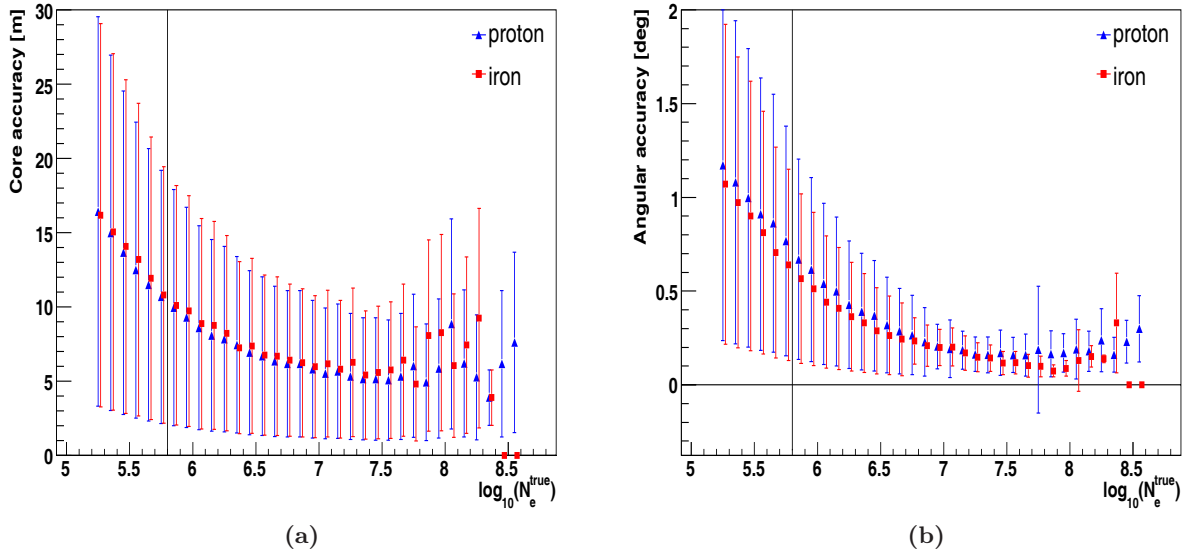 Core accuracy [m]
30
25
20
15
10
5
0
proton
iron
5 5.5 6 6.5 7 7.5 8 8.5
log10(N_e^true)
(a)
Angular accuracy [deg]
2
1.5
1
0.5
0
proton
iron
5 5.5 6 6.5 7 7.5 8 8.5
log10(N_e^true)
(b)